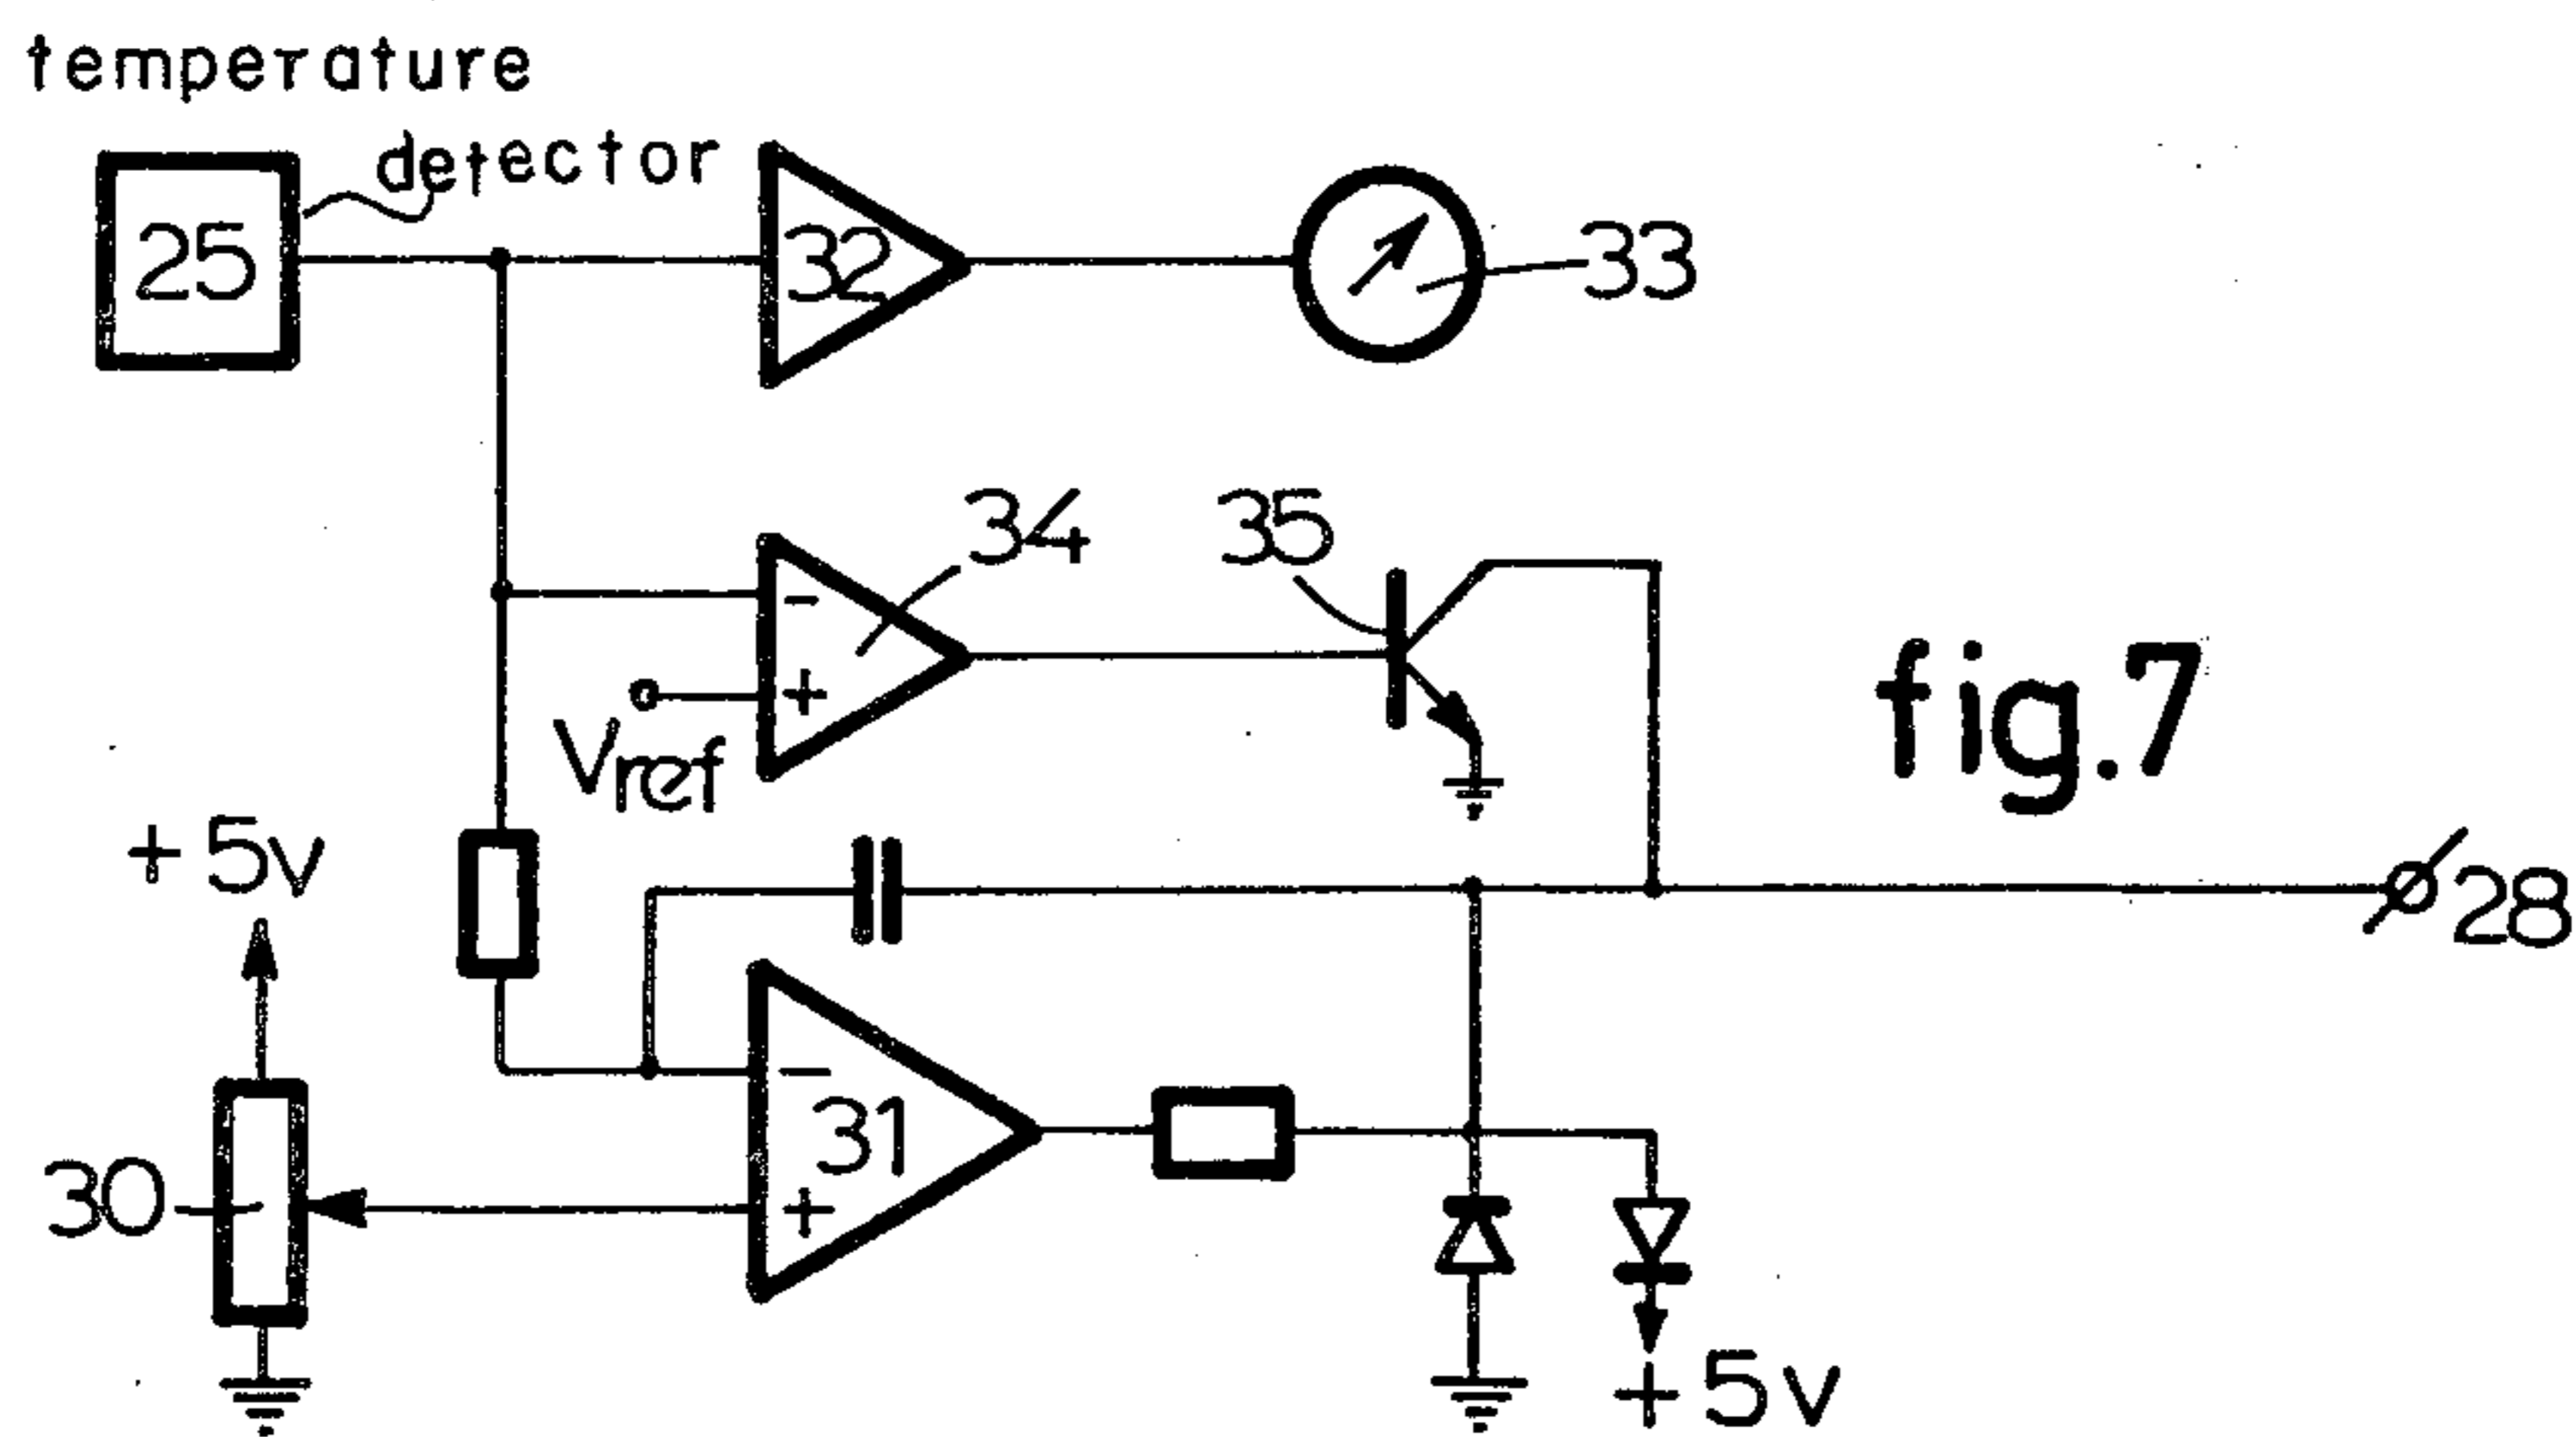 temperature
detector
25
32
33
34
35
-
+
Vref
fig.7
+5v
28
-
31
+
30
+5v